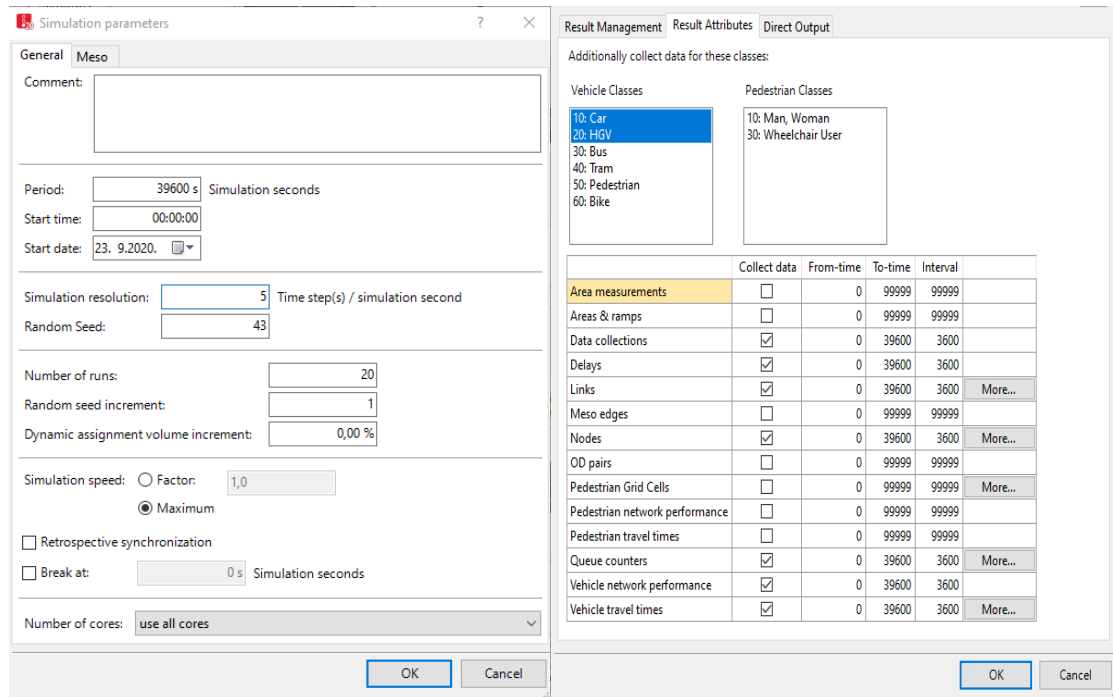 Simulation parameters ? ×
General Meso
Comment:
Period: 39600 s Simulation seconds
Start time: 00:00:00
Start date: 23. 9.2020.
Simulation resolution: 5 Time step(s) / simulation second
Random Seed: 43
Number of runs: 20
Random seed increment: 1
Dynamic assignment volume increment: 0,00 %
Simulation speed: Factor: 1,0
Maximum
Retrospective synchronization
Break at: 0 s Simulation seconds
Number of cores: use all cores
OK Cancel
Result Management Result Attributes Direct Output
Additionally collect data for these classes:
Vehicle Classes Pedestrian Classes
10: Car 10: Man, Woman
20: HGV 30: Wheelchair User
30: Bus
40: Tram
50: Pedestrian
60: Bike
Collect data From-time To-time Interval
Area measurements 0 99999 99999
Areas & ramps 0 99999 99999
Data collections 0 39600 3600
Delays 0 39600 3600
Links 0 39600 3600 More...
Meso edges 0 99999 99999
Nodes 0 39600 3600 More...
OD pairs 0 99999 99999
Pedestrian Grid Cells 0 99999 99999 More...
Pedestrian network performance 0 99999 99999
Pedestrian travel times 0 99999 99999
Queue counters 0 39600 3600 More...
Vehicle network performance 0 39600 3600
Vehicle travel times 0 39600 3600 More...
OK Cancel